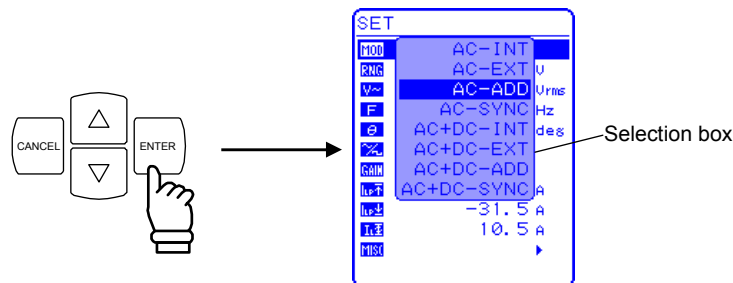 CANCEL
ENTER
SET
MOD AC-INT
RNG AC-EXT V
V~ AC-ADD Vrms
F AC-SYNC Hz
θ AC+DC-INT deg
AC+DC-EXT
GAIN AC+DC-ADD
AC+DC-SYNC A
-31.5 A
10.5 A
MISC
Selection box